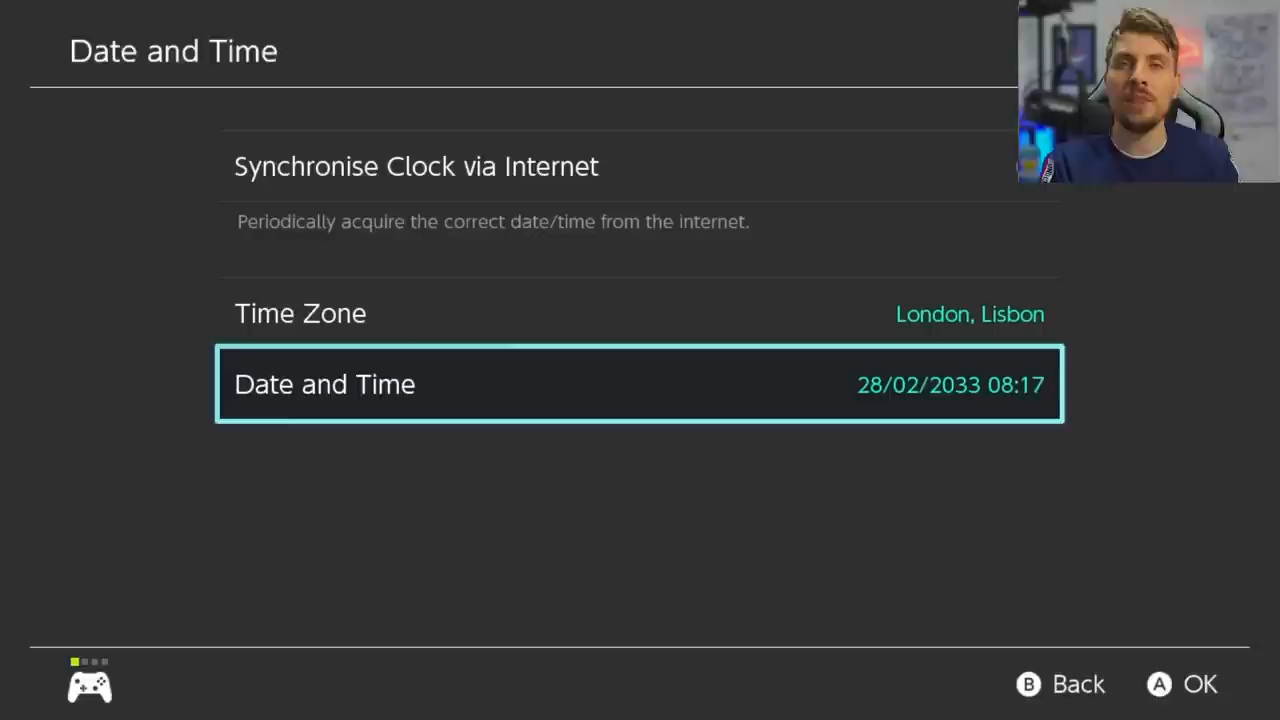 Date and Time
Synchronise Clock via Internet
Periodically acquire the correct date/time from the internet.
Time Zone London, Lisbon
Date and Time 28/02/2033 08:17
B Back A OK